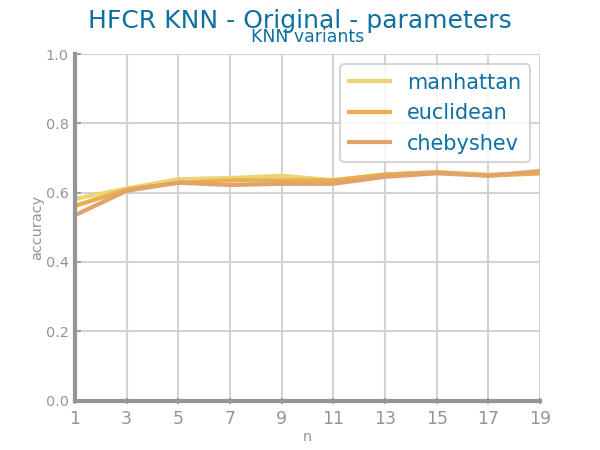 HFCR KNN - Original - parameters
KNN variants
manhattan
euclidean
chebyshev
accuracy
1.0
0.8
0.6
0.4
0.2
0.0
1 3 5 7 9 11 13 15 17 19
n